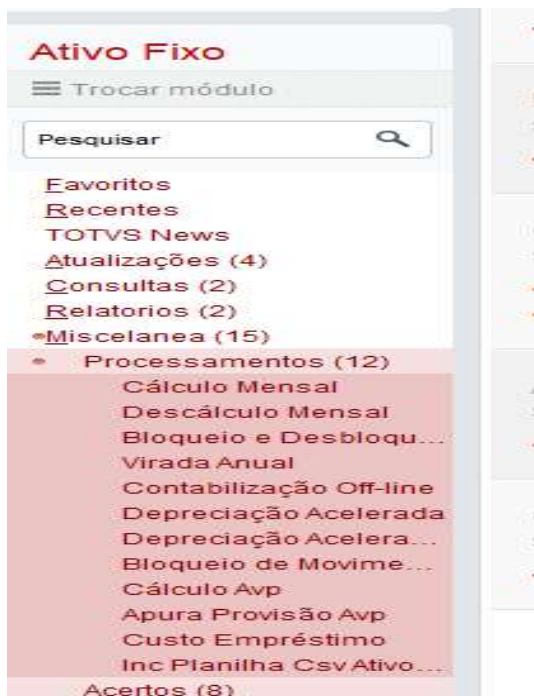 Ativo Fixo
Trocar módulo
Pesquisar
Favoritos
Recentes
TOTVS News
Atualizações (4)
Consultas (2)
Relatorios (2)
Miscelanea (15)
Processamentos (12)
Cálculo Mensal
Descálculo Mensal
Bloqueio e Desbloqu...
Virada Anual
Contabilização Off-line
Depreciação Acelerada
Depreciação Acelera...
Bloqueio de Movime...
Cálculo Avp
Apura Provisão Avp
Custo Empréstimo
Inc Planilha Csv Ativo...
Acertos (8)